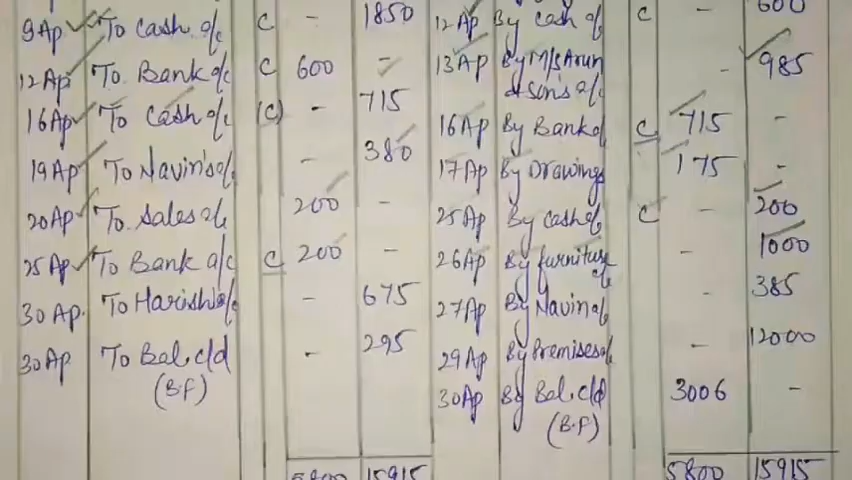 9Ap To Cash a/c C - 1850 12Ap By Cash a/c C - 600
12Ap To Bank a/c C 600 - 13Ap By M/s Arun - 985
& Son's a/c
16Ap To Cash a/c (C) - 715 16Ap By Bank a/c C 715 -
19Ap To Navin's a/c - 380 17Ap By Drawings 175 -
20Ap To Sales a/c 200 - 25Ap By Cash a/c C - 200
25Ap To Bank a/c C 200 - 26Ap By furniture a/c - 1000
30Ap. To Harish a/c - 675 27Ap By Navin a/c - 385
30Ap To Bal. c/d - 295 29Ap By Premises a/c - 12000
(B.F) 30Ap By Bal. c/d 3006 -
(B.F)
5800 15915 5800 15915